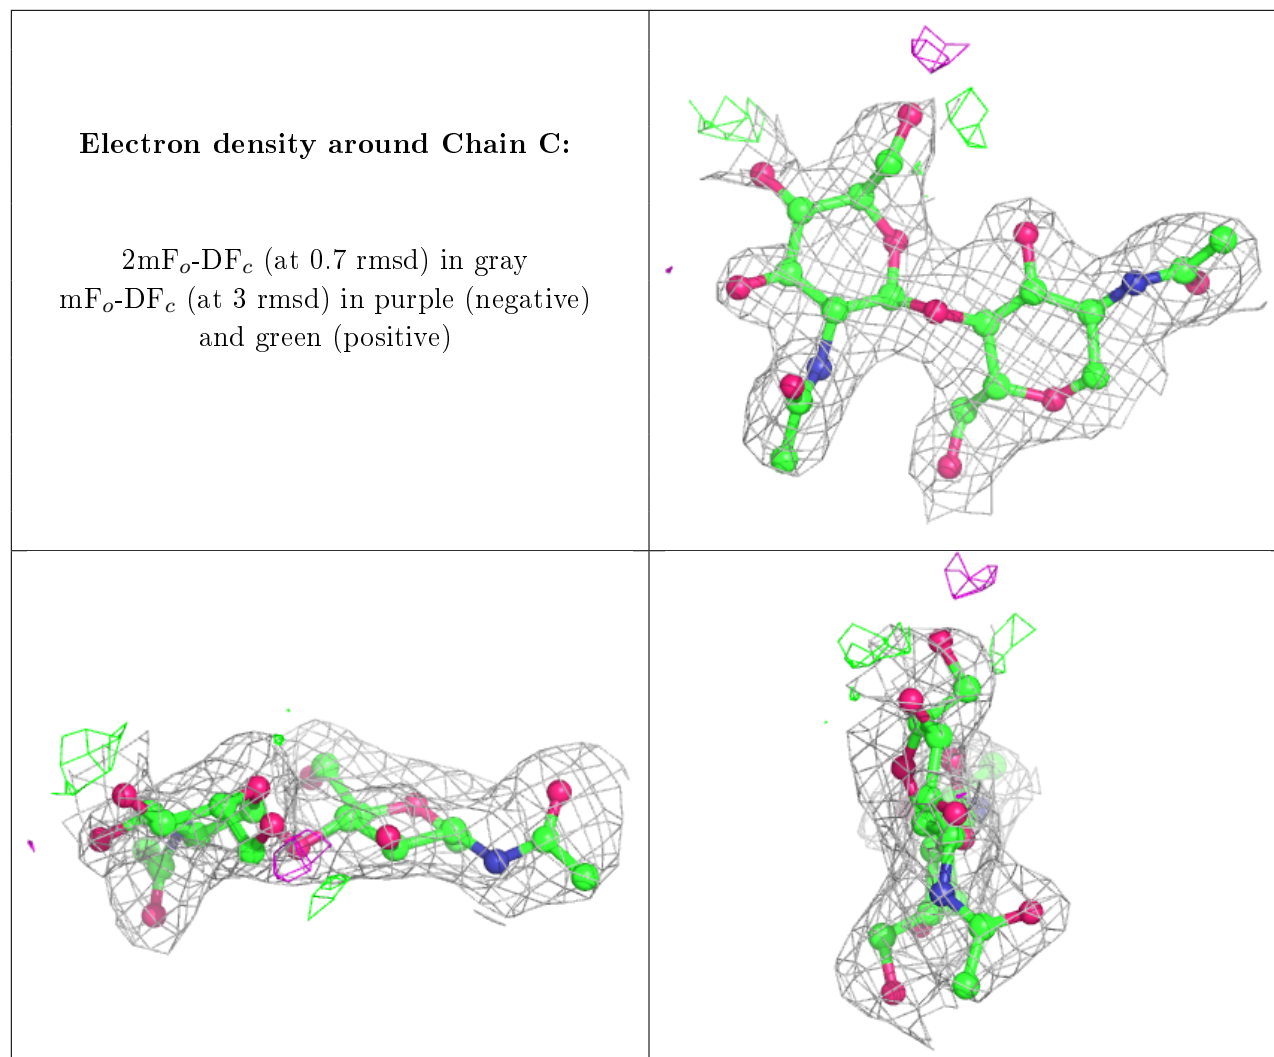 Electron density around Chain C:
2mFₒ-DF𝒸 (at 0.7 rmsd) in gray
mFₒ-DF𝒸 (at 3 rmsd) in purple (negative)
and green (positive)